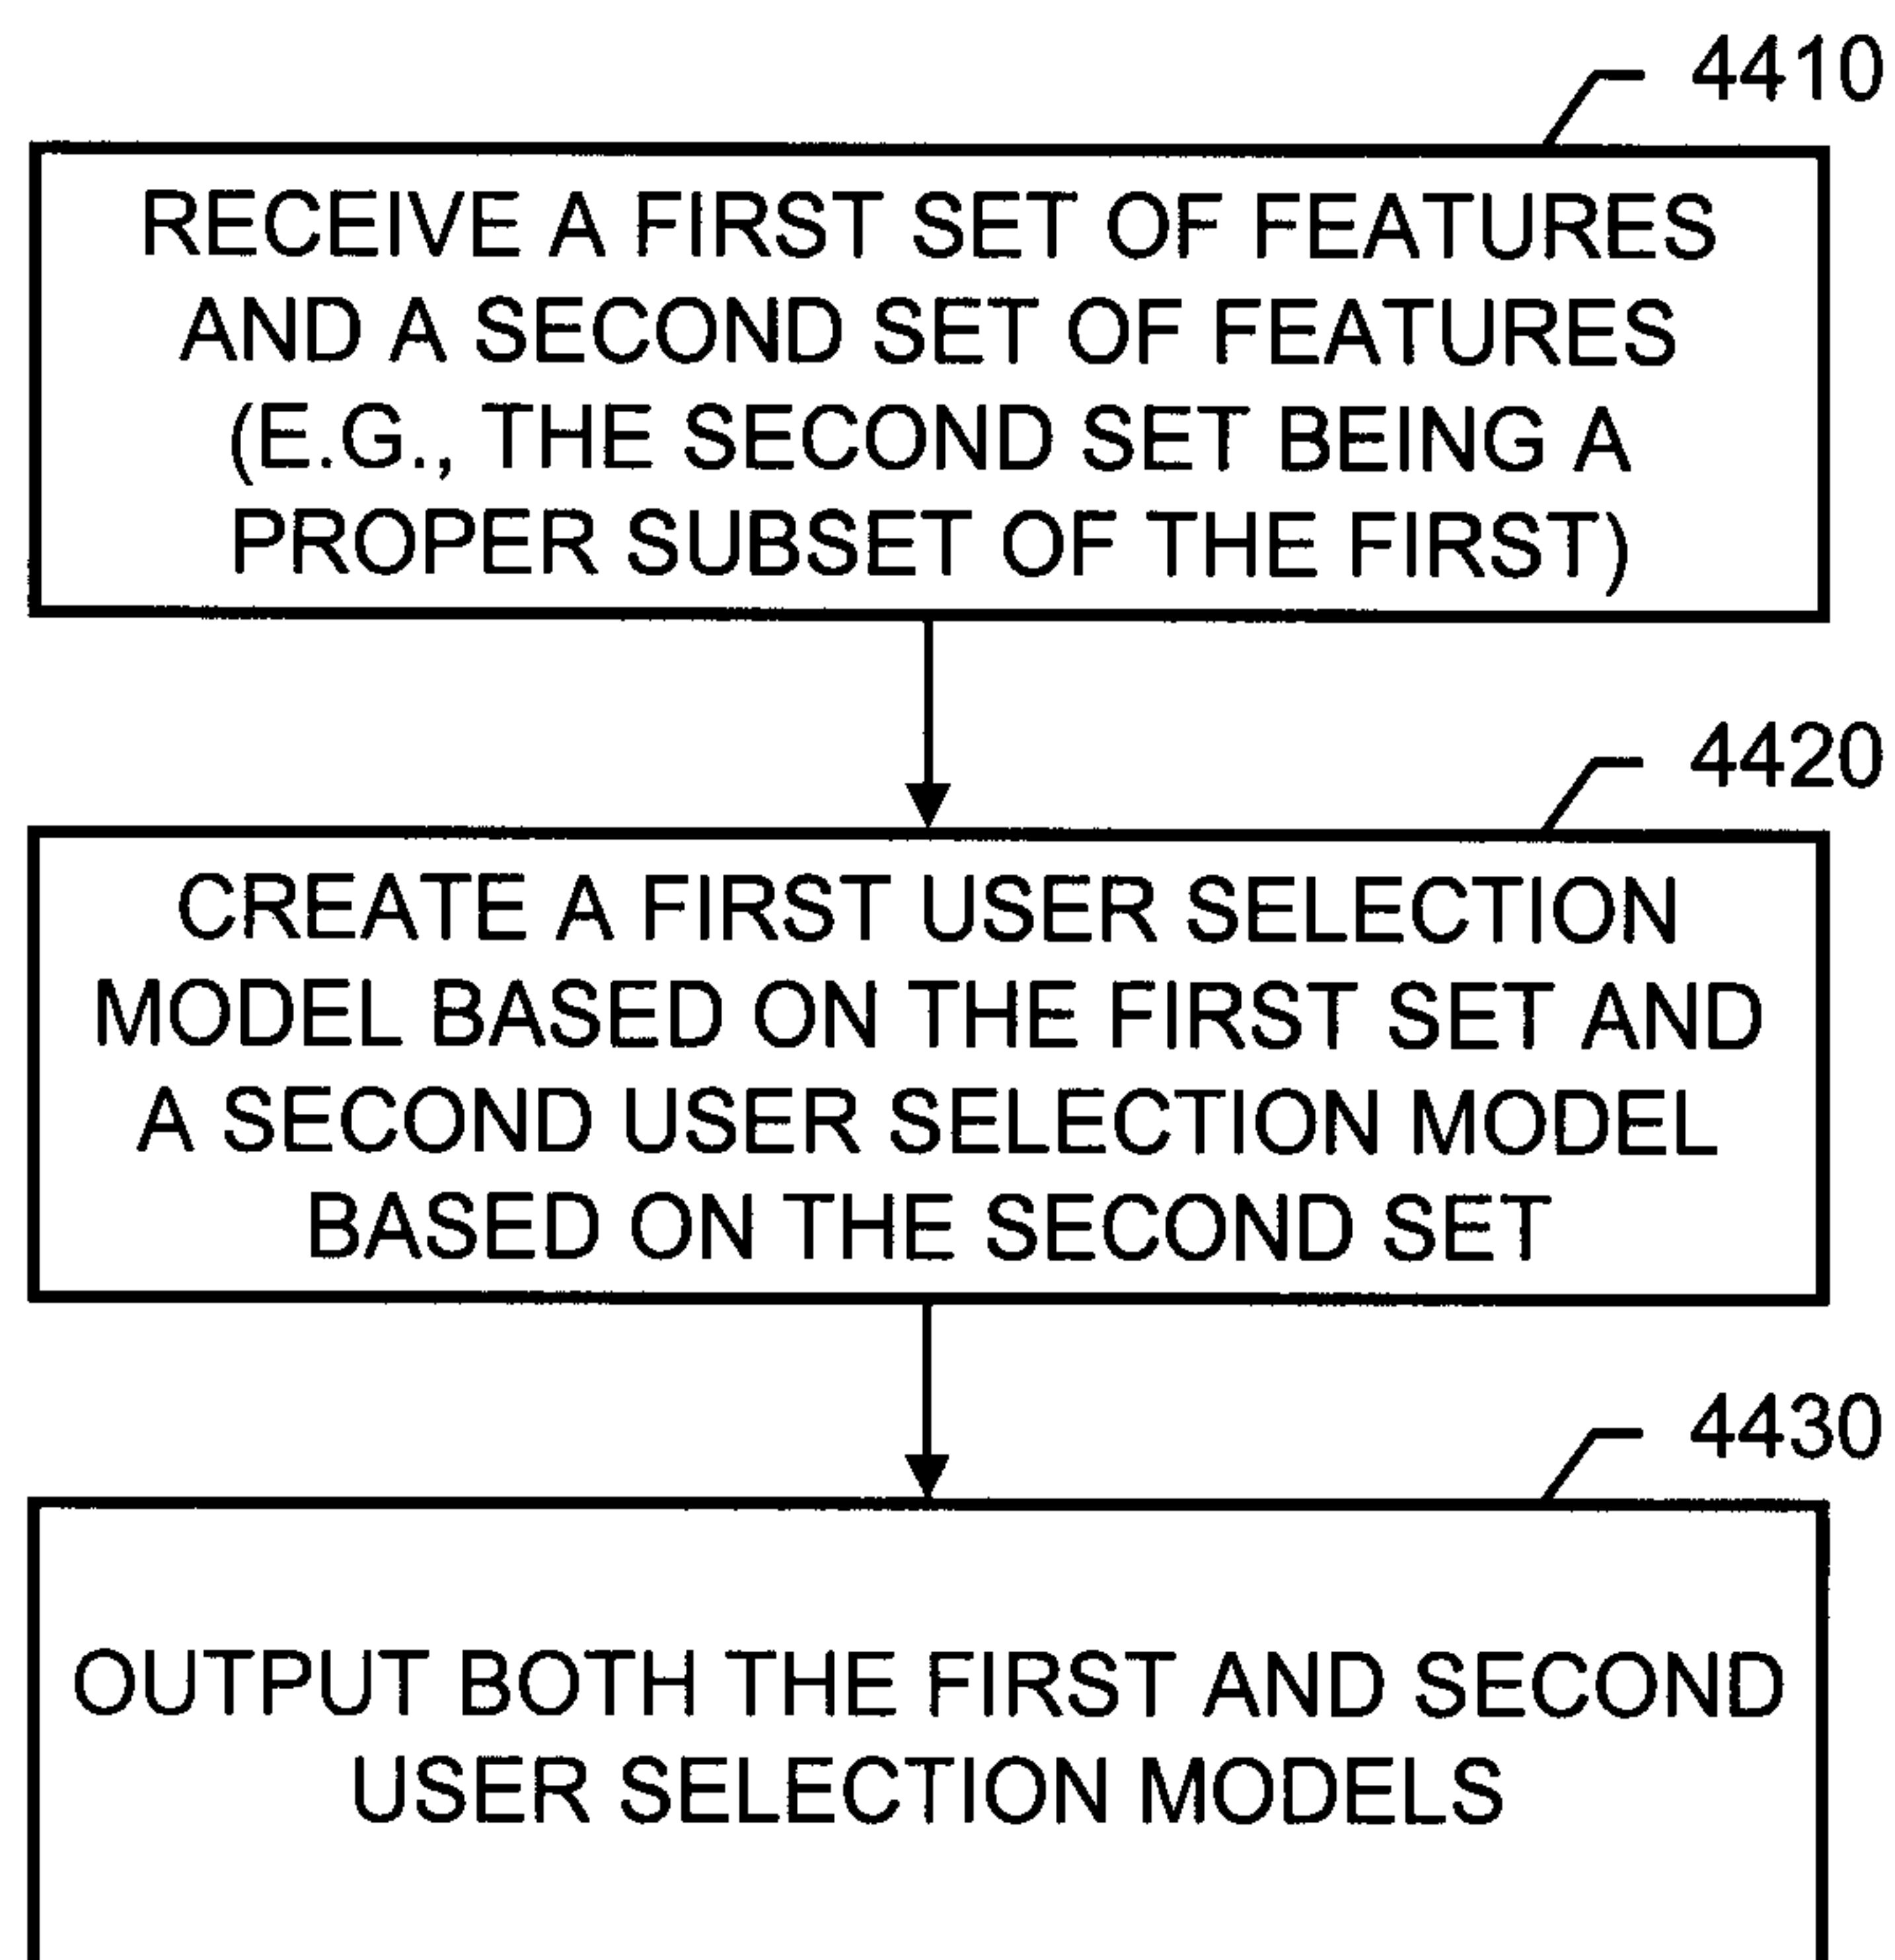 4410
RECEIVE A FIRST SET OF FEATURES
AND A SECOND SET OF FEATURES
(E.G., THE SECOND SET BEING A
PROPER SUBSET OF THE FIRST)
4420
CREATE A FIRST USER SELECTION
MODEL BASED ON THE FIRST SET AND
A SECOND USER SELECTION MODEL
BASED ON THE SECOND SET
4430
OUTPUT BOTH THE FIRST AND SECOND
USER SELECTION MODELS